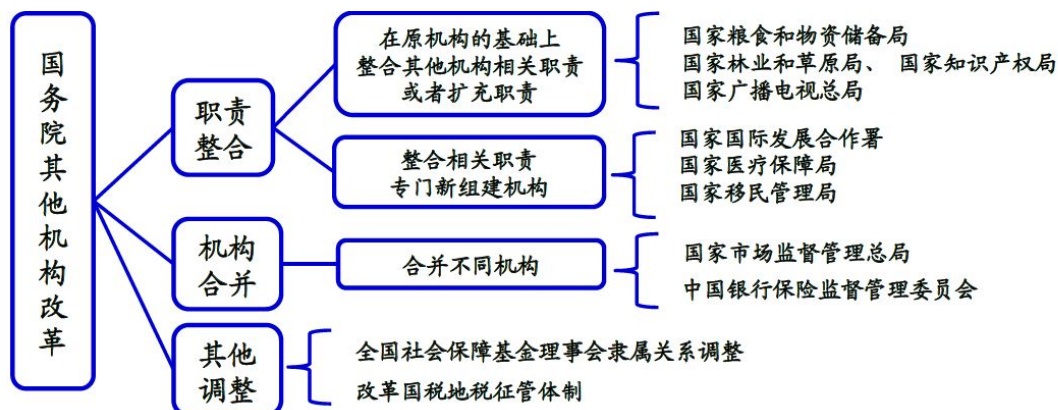 国务院其他机构改革
职责
整合
在原机构的基础上
整合其他机构相关职责
或者扩充职责
国家粮食和物资储备局
国家林业和草原局、 国家知识产权局
国家广播电视总局
整合相关职责
专门新组建机构
国家国际发展合作署
国家医疗保障局
国家移民管理局
机构
合并
合并不同机构
国家市场监督管理总局
中国银行保险监督管理委员会
其他
调整
全国社会保障基金理事会隶属关系调整
改革国税地税征管体制